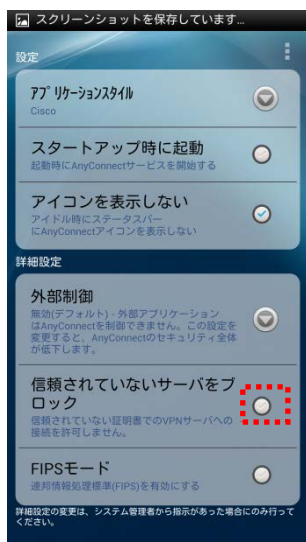 スクリーンショットを保存しています...
設定
ｱﾌﾟﾘｹｰｼｮﾝｽﾀｲﾙ
Cisco
スタートアップ時に起動
起動時にAnyConnectサービスを開始する
アイコンを表示しない
アイドル時にステータスバー
にAnyConnectアイコンを表示しない
詳細設定
外部制御
無効(デフォルト) - 外部アプリケーション
はAnyConnectを制御できません。この設定を
変更すると、AnyConnectのセキュリティ全体
が低下します。
信頼されていないサーバをブ
ロック
信頼されていない証明書でのVPNサーバへの
接続を許可しません。
FIPSモード
連邦情報処理標準(FIPS)を有効にする
詳細設定の変更は、システム管理者から指示があった場合にのみ行って
ください。